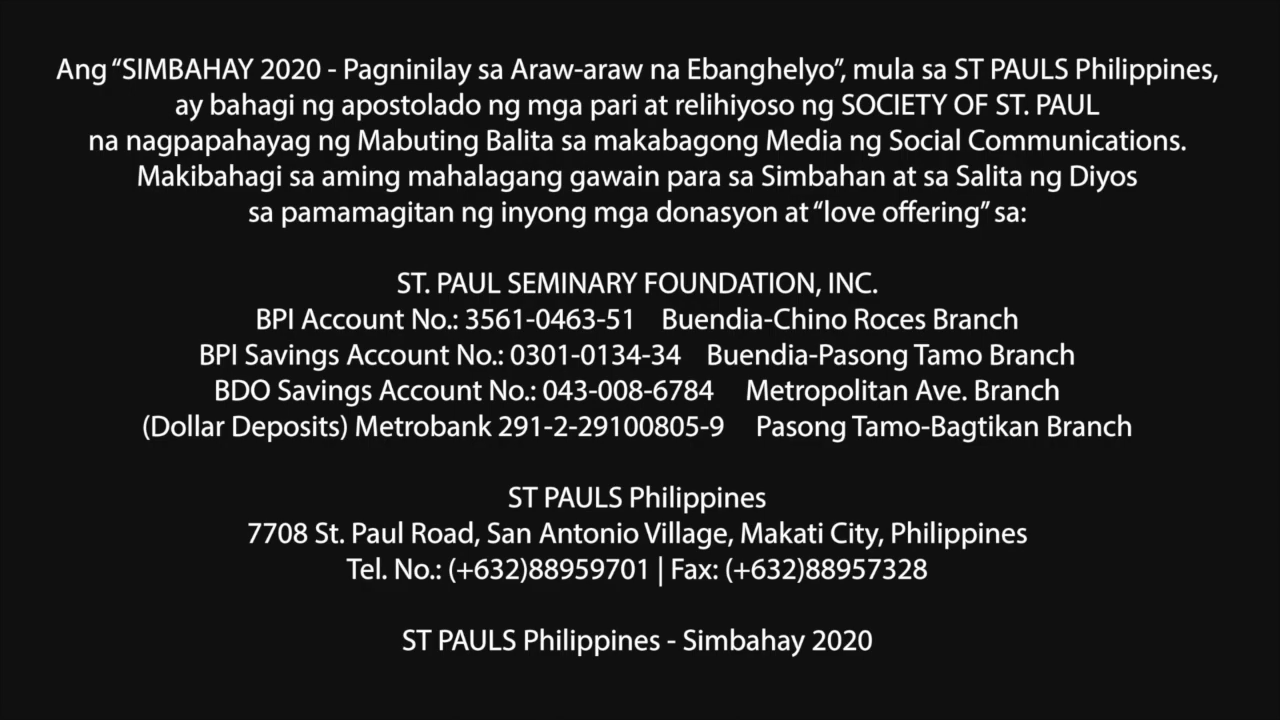 Ang “SIMBAHAY 2020 - Pagninilay sa Araw-araw na Ebanghelyo”, mula sa ST PAULS Philippines,
ay bahagi ng apostolado ng mga pari at relihiyoso ng SOCIETY OF ST. PAUL
na nagpapahayag ng Mabuting Balita sa makabagong Media ng Social Communications.
Makibahagi sa aming mahalagang gawain para sa Simbahan at sa Salita ng Diyos
sa pamamagitan ng inyong mga donasyon at “love offering” sa:
ST. PAUL SEMINARY FOUNDATION, INC.
BPI Account No.: 3561-0463-51 Buendia-Chino Roces Branch
BPI Savings Account No.: 0301-0134-34 Buendia-Pasong Tamo Branch
BDO Savings Account No.: 043-008-6784 Metropolitan Ave. Branch
(Dollar Deposits) Metrobank 291-2-29100805-9 Pasong Tamo-Bagtikan Branch
ST PAULS Philippines
7708 St. Paul Road, San Antonio Village, Makati City, Philippines
Tel. No.: (+632)88959701 | Fax: (+632)88957328
ST PAULS Philippines - Simbahay 2020